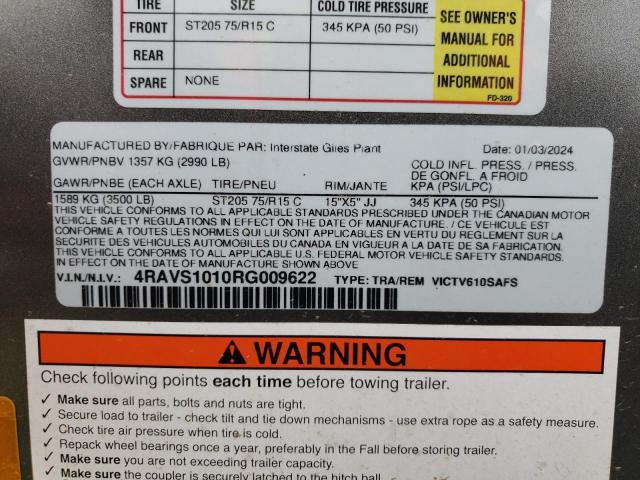 TIRE SIZE COLD TIRE PRESSURE
FRONT ST205 75/R15 C 345 KPA (50 PSI)
REAR
SPARE NONE
SEE OWNER'S
MANUAL FOR
ADDITIONAL
INFORMATION
FD-320
MANUFACTURED BY/FABRIQUE PAR: Interstate Giles Plant Date: 01/03/2024
GVWR/PNBV 1357 KG (2990 LB) COLD INFL. PRESS. / PRESS.
DE GONFL. A FROID
GAWR/PNBE (EACH AXLE) TIRE/PNEU RIM/JANTE KPA (PSI/LPC)
1589 KG (3500 LB) ST205 75/R15 C 15"X5" JJ 345 KPA (50 PSI)
THIS VEHICLE CONFORMS TO ALL APPLICABLE STANDARDS PRESCRIBED UNDER THE CANADIAN MOTOR
VEHICLE SAFETY REGULATIONS IN EFFECT ON THE DATE OF MANUFACTURE / CE VEHICULE EST
CONFORME A TOUTES LES NORMES QUI LUI SONT APPLICABLES EN VERTU DU REGLEMENT SUR LA
SECURITE DES VEHICULES AUTOMOBILES DU CANADA EN VIGUEUR A LA DATE DE SA FABRICATION.
THIS VEHICLE CONFORMS TO ALL APPLICABLE U.S. FEDERAL MOTOR VEHICLE
SAFETY STANDARDS IN EFFECT ON THE DATE OF MANUFACTURE SHOWN ABOVE
V.I.N./N.I.V.: 4RAVS1010RG009622 TYPE: TRA/REM VICTV610SAFS
WARNING
Check following points each time before towing trailer.
✓ Make sure all parts, bolts and nuts are tight.
✓ Secure load to trailer - check tilt and tie down mechanisms - use extra rope as a safety measure.
✓ Check tire air pressure when tire is cold.
✓ Repack wheel bearings once a year, preferably in the Fall before storing trailer.
✓ Make sure you are not exceeding trailer capacity.
✓ Make sure the coupler is securely latched to the hitch ball.